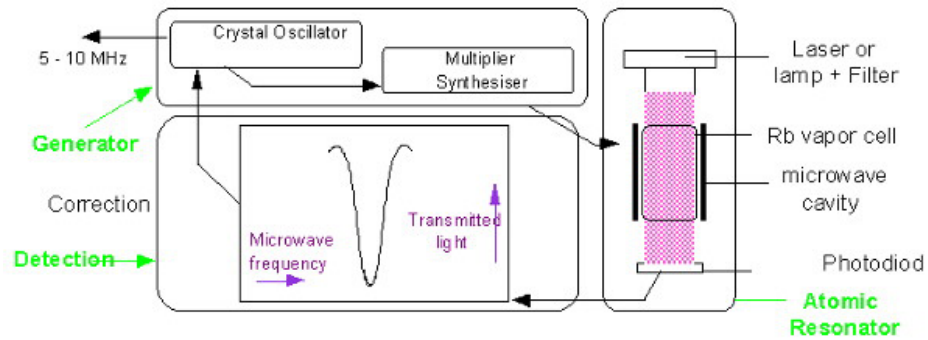 Crystal Oscillator
5 - 10 MHz
Multiplier
Synthesiser
Generator
Laser or
lamp + Filter
Rb vapor cell
microwave
cavity
Correction
Transmitted
light
Microwave
frequency
Detection
Photodiod
Atomic
Resonator